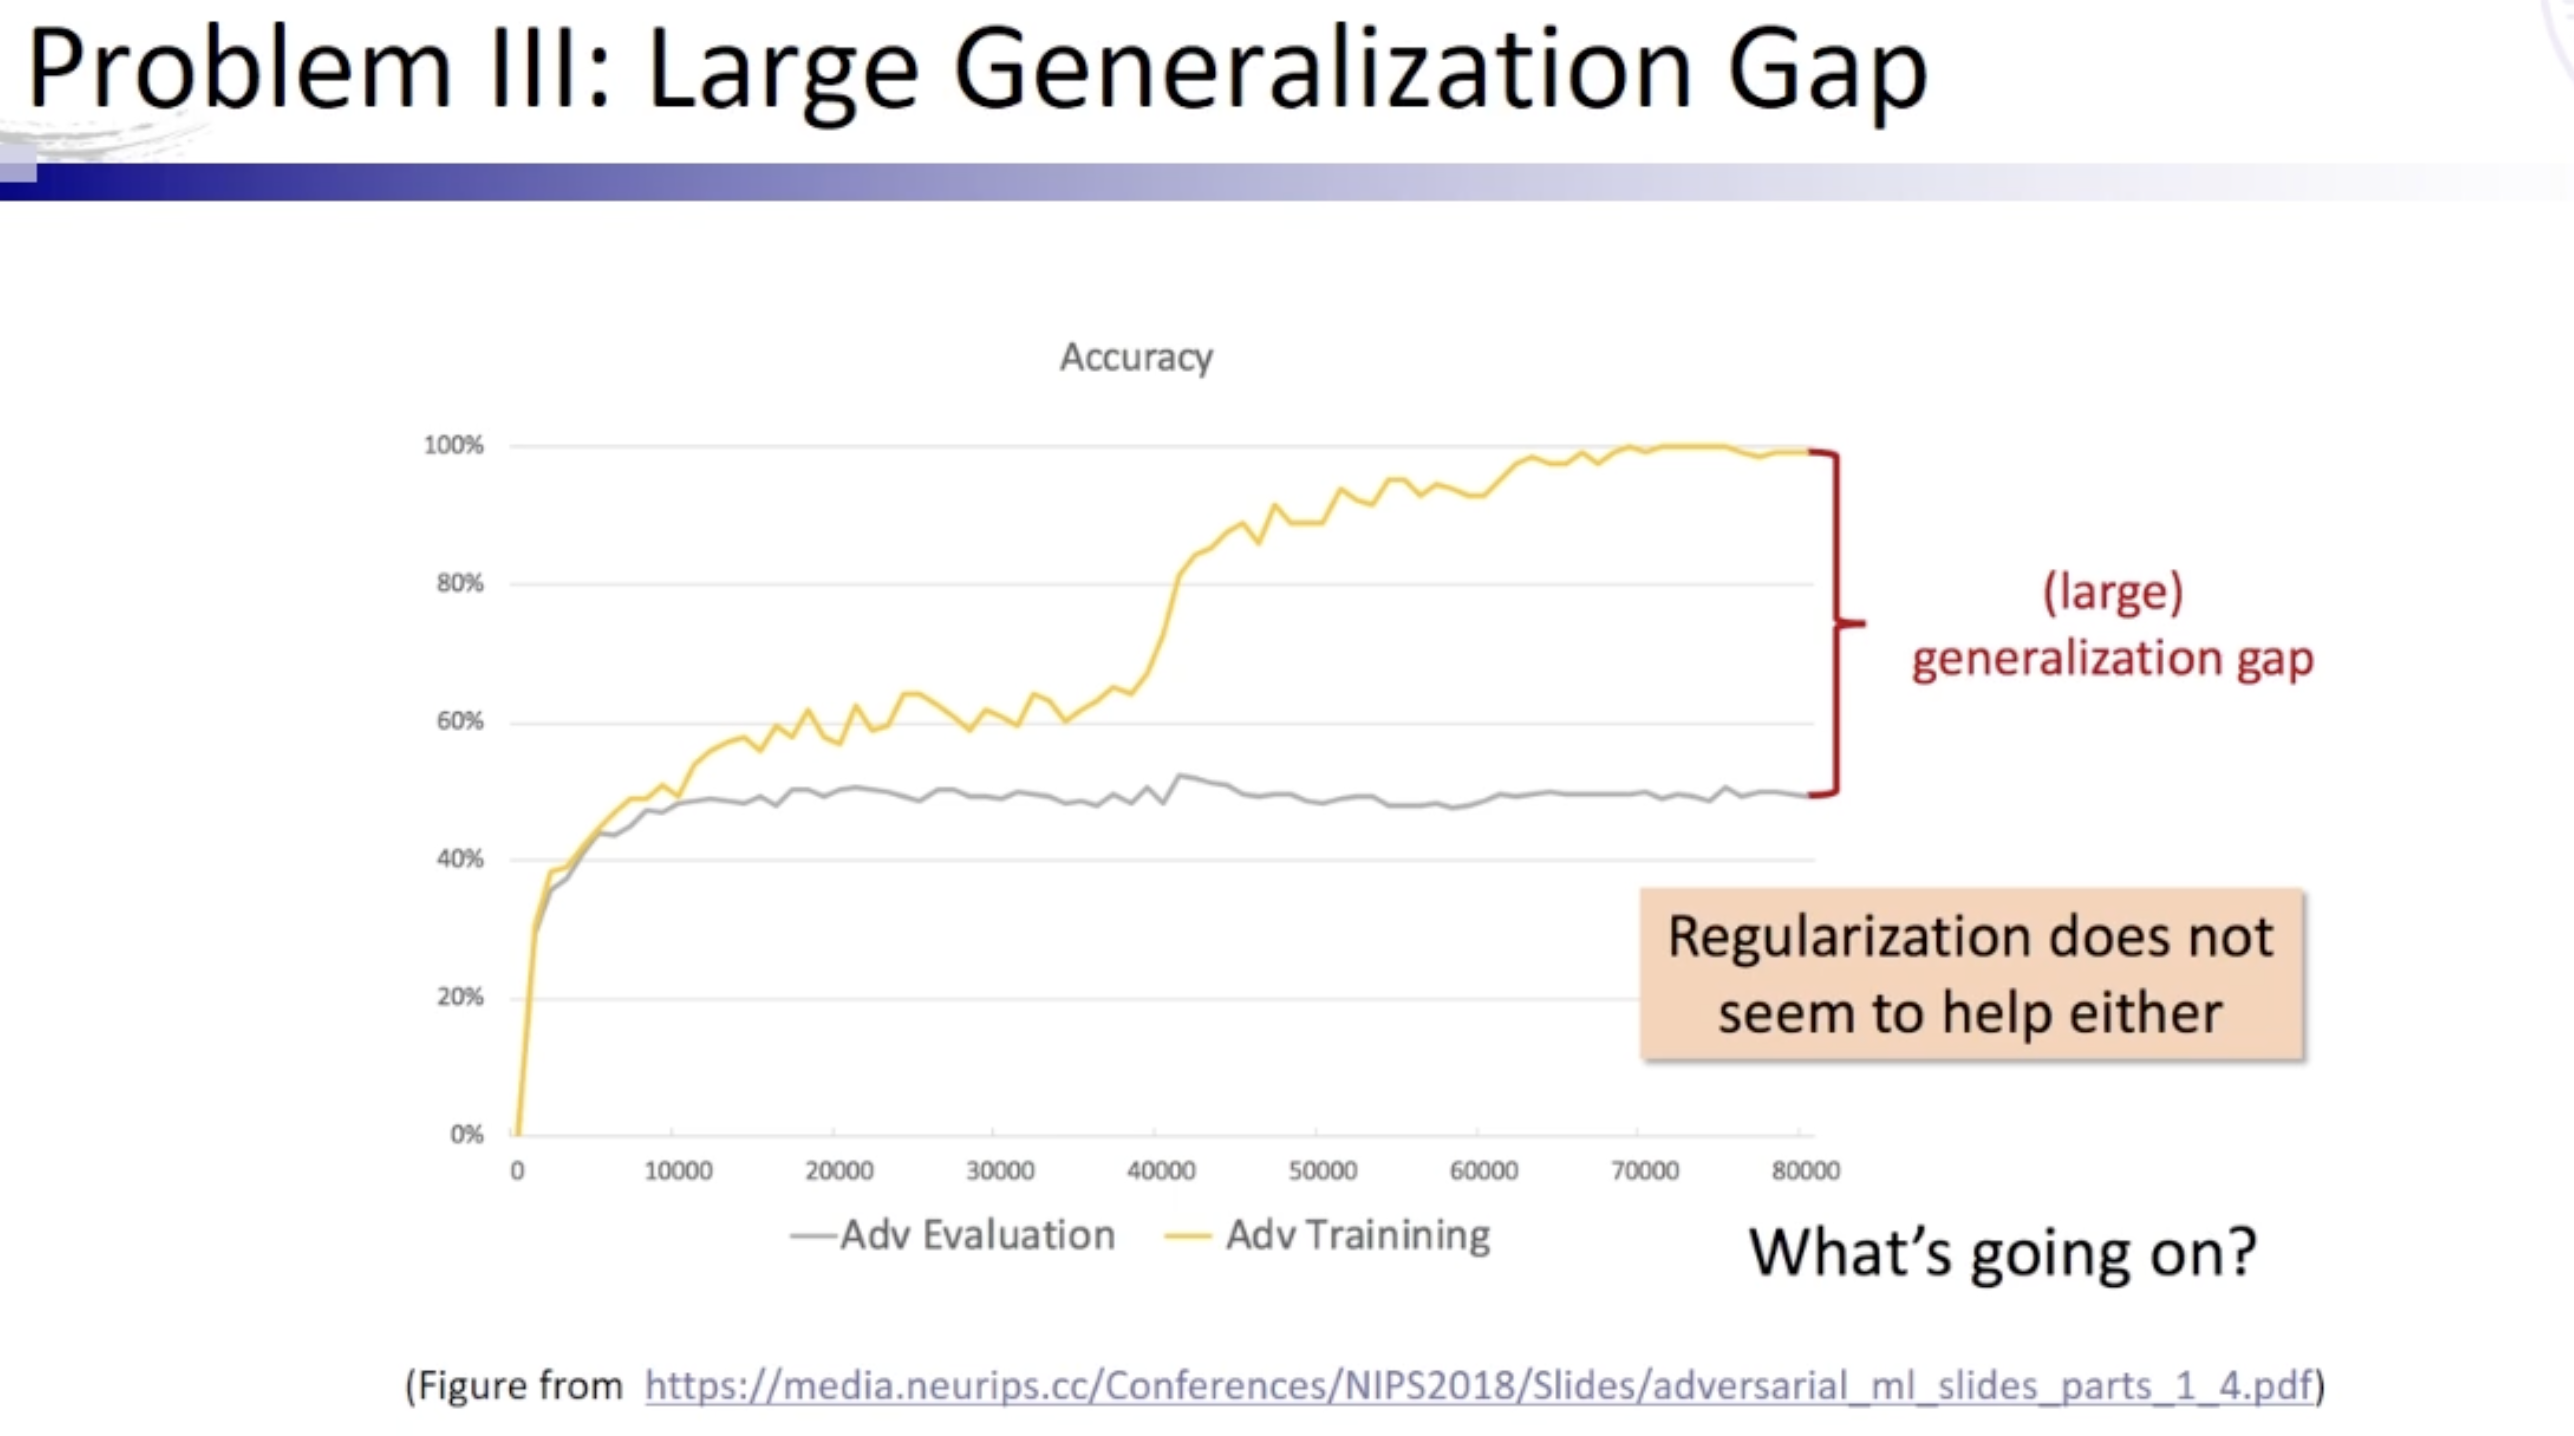 Problem III: Large Generalization Gap
Accuracy
100%
80%
60%
40%
20%
0%
0 10000 20000 30000 40000 50000 60000 70000 80000
Adv Evaluation Adv Trainining
(large)
generalization gap
Regularization does not
seem to help either
What's going on?
(Figure from https://media.neurips.cc/Conferences/NIPS2018/Slides/adversarial_ml_slides_parts_1_4.pdf)